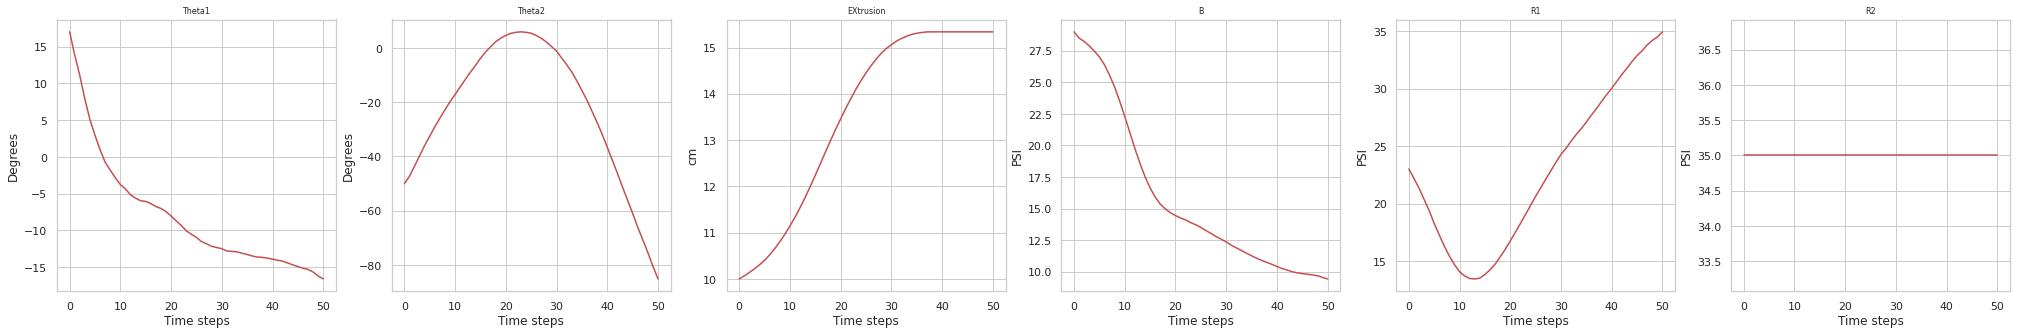 Theta1
15
10
5
0
−5
−10
−15
Degrees
0 10 20 30 40 50
Time steps
Theta2
0
−20
−40
−60
−80
Degrees
0 10 20 30 40 50
Time steps
EXtrusion
15
14
13
12
11
10
cm
0 10 20 30 40 50
Time steps
B
27.5
25.0
22.5
20.0
17.5
15.0
12.5
10.0
PSI
0 10 20 30 40 50
Time steps
R1
35
30
25
20
15
PSI
0 10 20 30 40 50
Time steps
R2
36.5
36.0
35.5
35.0
34.5
34.0
33.5
PSI
0 10 20 30 40 50
Time steps